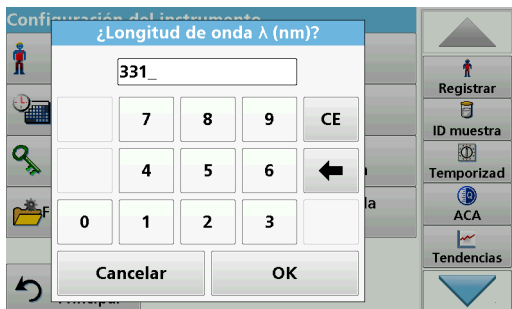 Configuración del instrumento
¿Longitud de onda λ (nm)?
331_
7 8 9 CE
4 5 6
0 1 2 3
Cancelar OK
Principal
Registrar
ID muestra
Temporizad
ACA
Tendencias